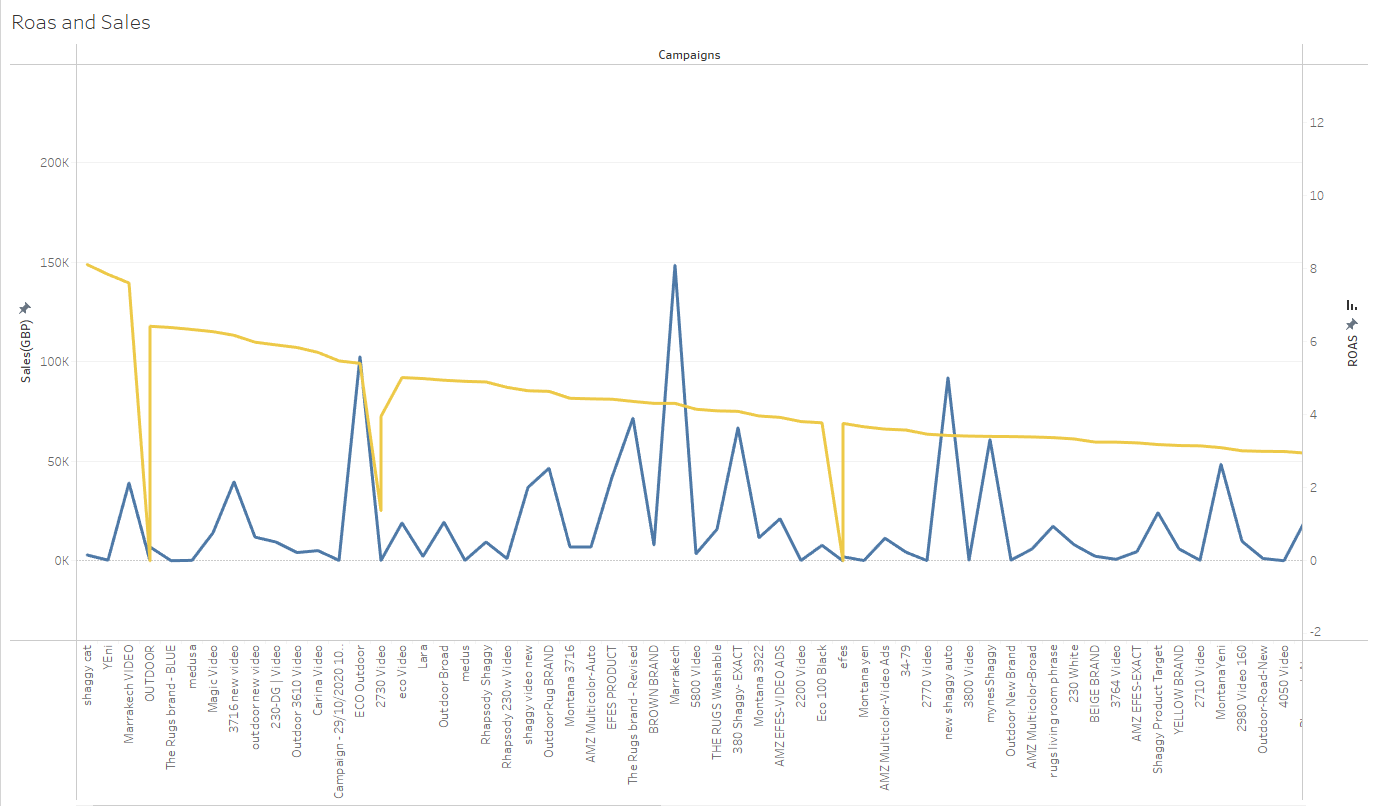 Roas and Sales
Campaigns
200K
150K
100K
50K
0K
Sales(GBP)
12
10
8
6
4
2
0
-2
ROAS
shaggy cat
YEni
Marrakech VIDEO
OUTDOOR
The Rugs brand - BLUE
medusa
Magic Video
3716 new video
outdoor new video
230-DG | Video
Outdoor 3610 Video
Carina Video
Campaign - 29/10/2020 10..
ECO Outdoor
2730 Video
eco Video
Lara
Outdoor Broad
medus
Rhapsody Shaggy
Rhapsody 230w Video
shaggy video new
Outdoor Rug BRAND
Montana 3716
AMZ Multicolor-Auto
EFES PRODUCT
The Rugs brand - Revised
BROWN BRAND
Marrakech
5800 Video
THE RUGS Washable
380 Shaggy- EXACT
Montana 3922
AMZ EFES-VIDEO ADS
2200 Video
Eco 100 Black
efes
Montana yen
AMZ Multicolor-Video Ads
34-79
2770 Video
new shaggy auto
3800 Video
mynesShaggy
Outdoor New Brand
AMZ Multicolor-Broad
rugs living room phrase
230 White
BEIGE BRAND
3764 Video
AMZ EFES-EXACT
Shaggy Product Target
YELLOW BRAND
2710 Video
Montana Yeni
2980 Video 160
Outdoor-Road-New
4050 Video